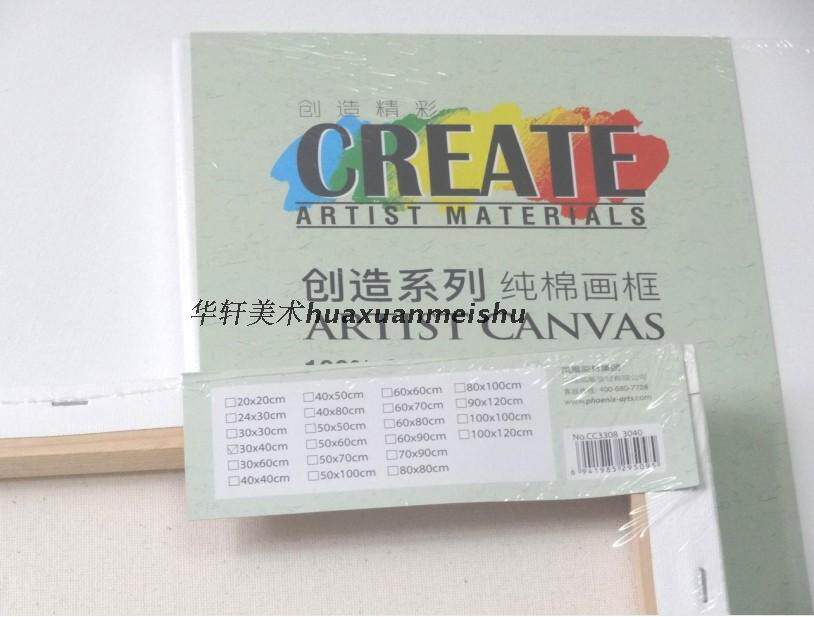 创造精彩
CREATE
ARTIST MATERIALS
创造系列 纯棉画框
华轩美术huaxuanmeishu
ARTIST CANVAS
20x20cm
24x30cm
30x30cm
30x40cm
30x60cm
40x40cm
40x50cm
40x80cm
50x50cm
50x60cm
50x70cm
50x100cm
60x60cm
60x70cm
60x80cm
60x90cm
70x90cm
80x80cm
80x100cm
90x120cm
100x100cm
100x120cm
www.phoenix-arts.com
No.CC3308 3040